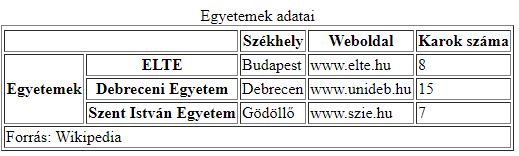 Egyetemek adatai
Székhely Weboldal Karok száma
Egyetemek ELTE Budapest www.elte.hu 8
Debreceni Egyetem Debrecen www.unideb.hu 15
Szent István Egyetem Gödöllő www.szie.hu 7
Forrás: Wikipedia